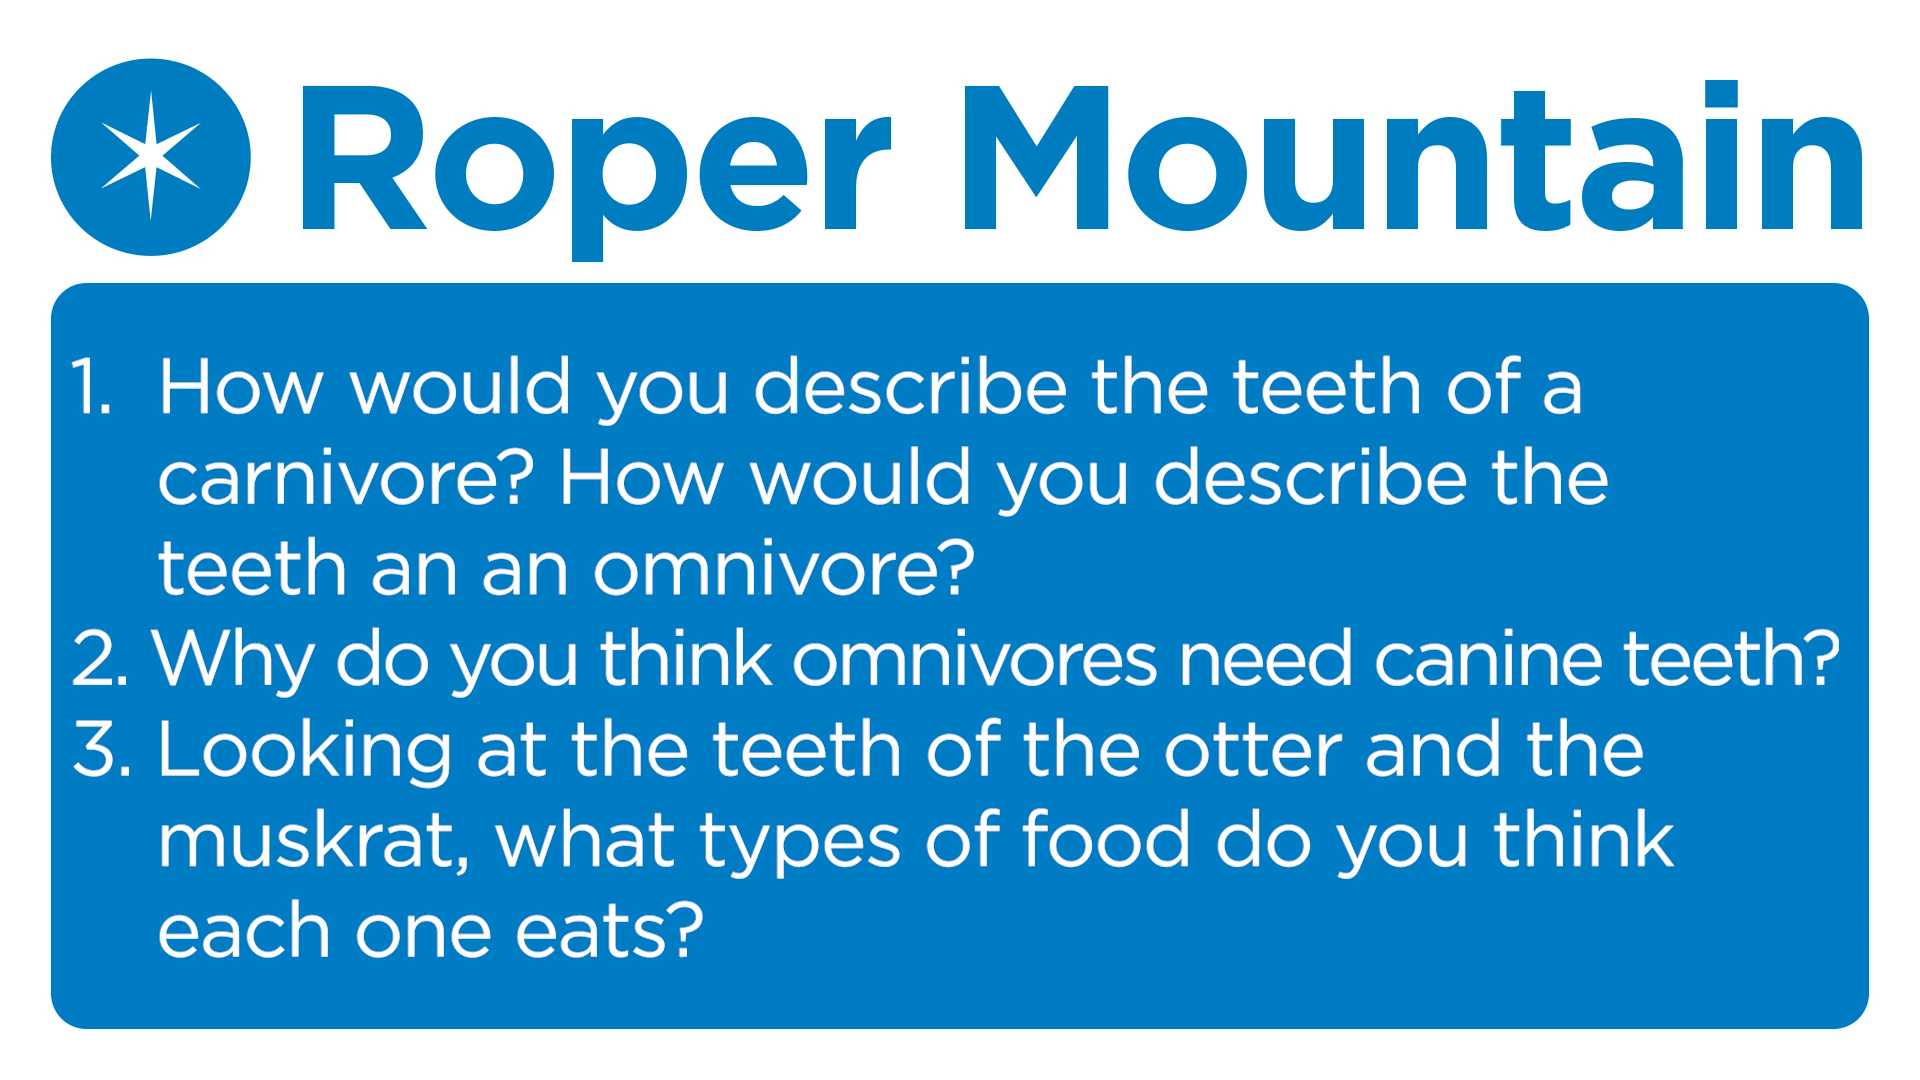 Roper Mountain
1. How would you describe the teeth of a
carnivore? How would you describe the
teeth an an omnivore?
2. Why do you think omnivores need canine teeth?
3. Looking at the teeth of the otter and the
muskrat, what types of food do you think
each one eats?